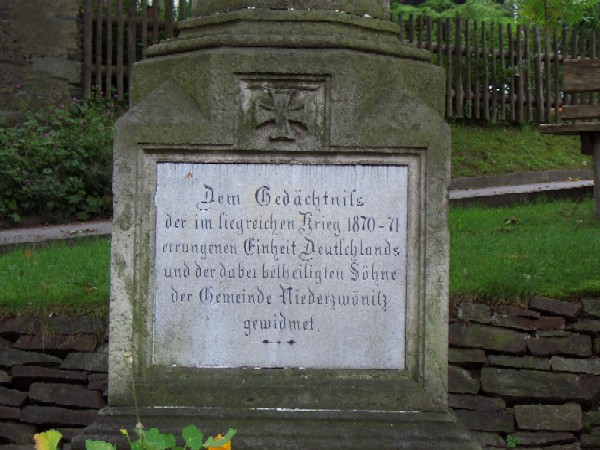 Dem Gedächtniſs
der im ſiegreichen Krieg 1870-71
errungenen Einheit Deutſchlands
und der dabei betheiligten Söhne
der Gemeinde Niederzwönitz
gewidmet.